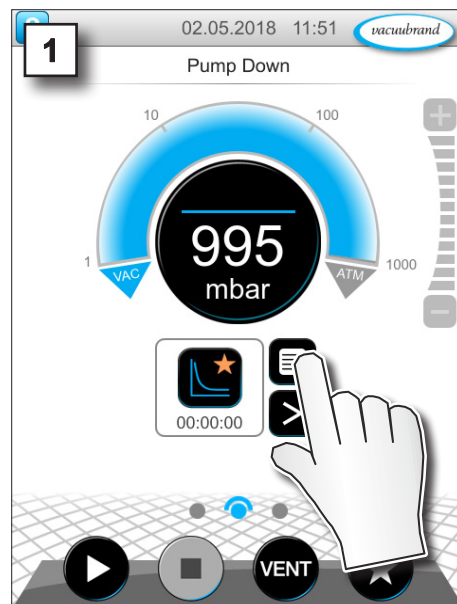 02.05.2018 11:51 vacuubrand
1
Pump Down
10 100
1 VAC ATM 1000
995
mbar
00:00:00
VENT